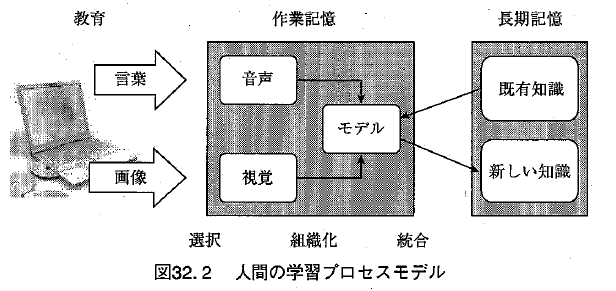 教育 作業記憶 長期記憶
言葉
音声
既有知識
モデル
画像
視覚
新しい知識
選択 組織化 統合
図32.2 人間の学習プロセスモデル